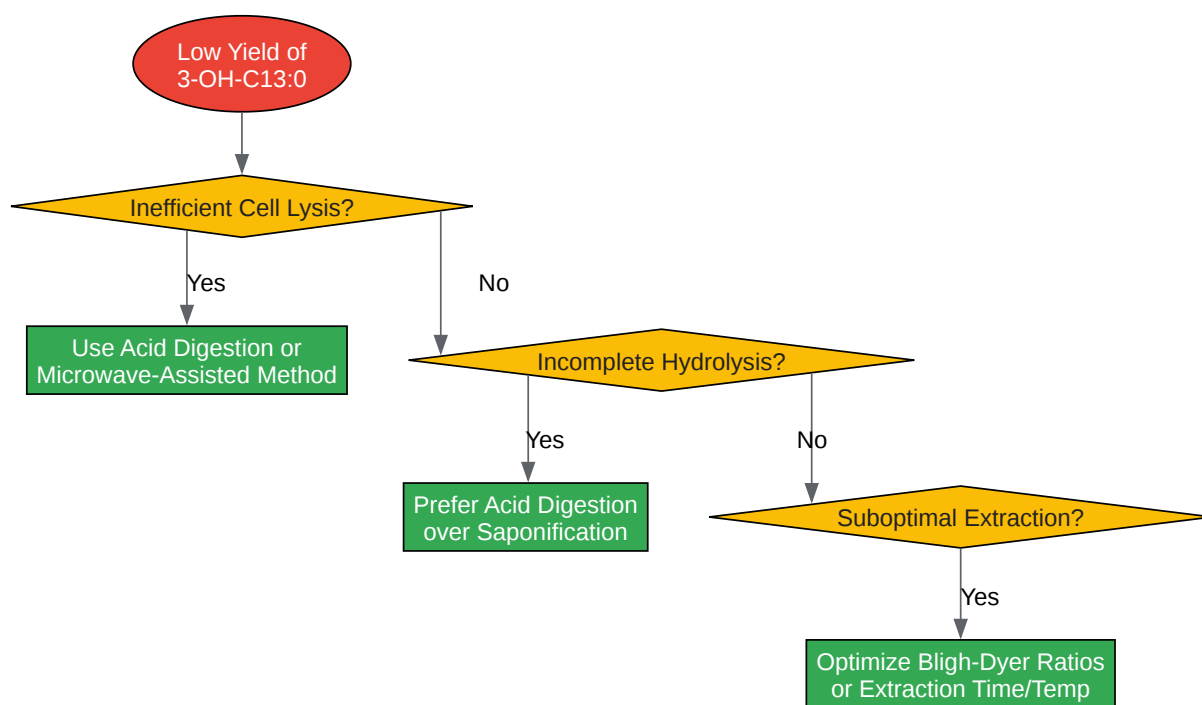 Low Yield of
3-OH-C13:0
Inefficient Cell Lysis?
Yes
No
Use Acid Digestion or
Microwave-Assisted Method
Incomplete Hydrolysis?
Yes
No
Prefer Acid Digestion
over Saponification
Suboptimal Extraction?
Yes
Optimize Bligh-Dyer Ratios
or Extraction Time/Temp